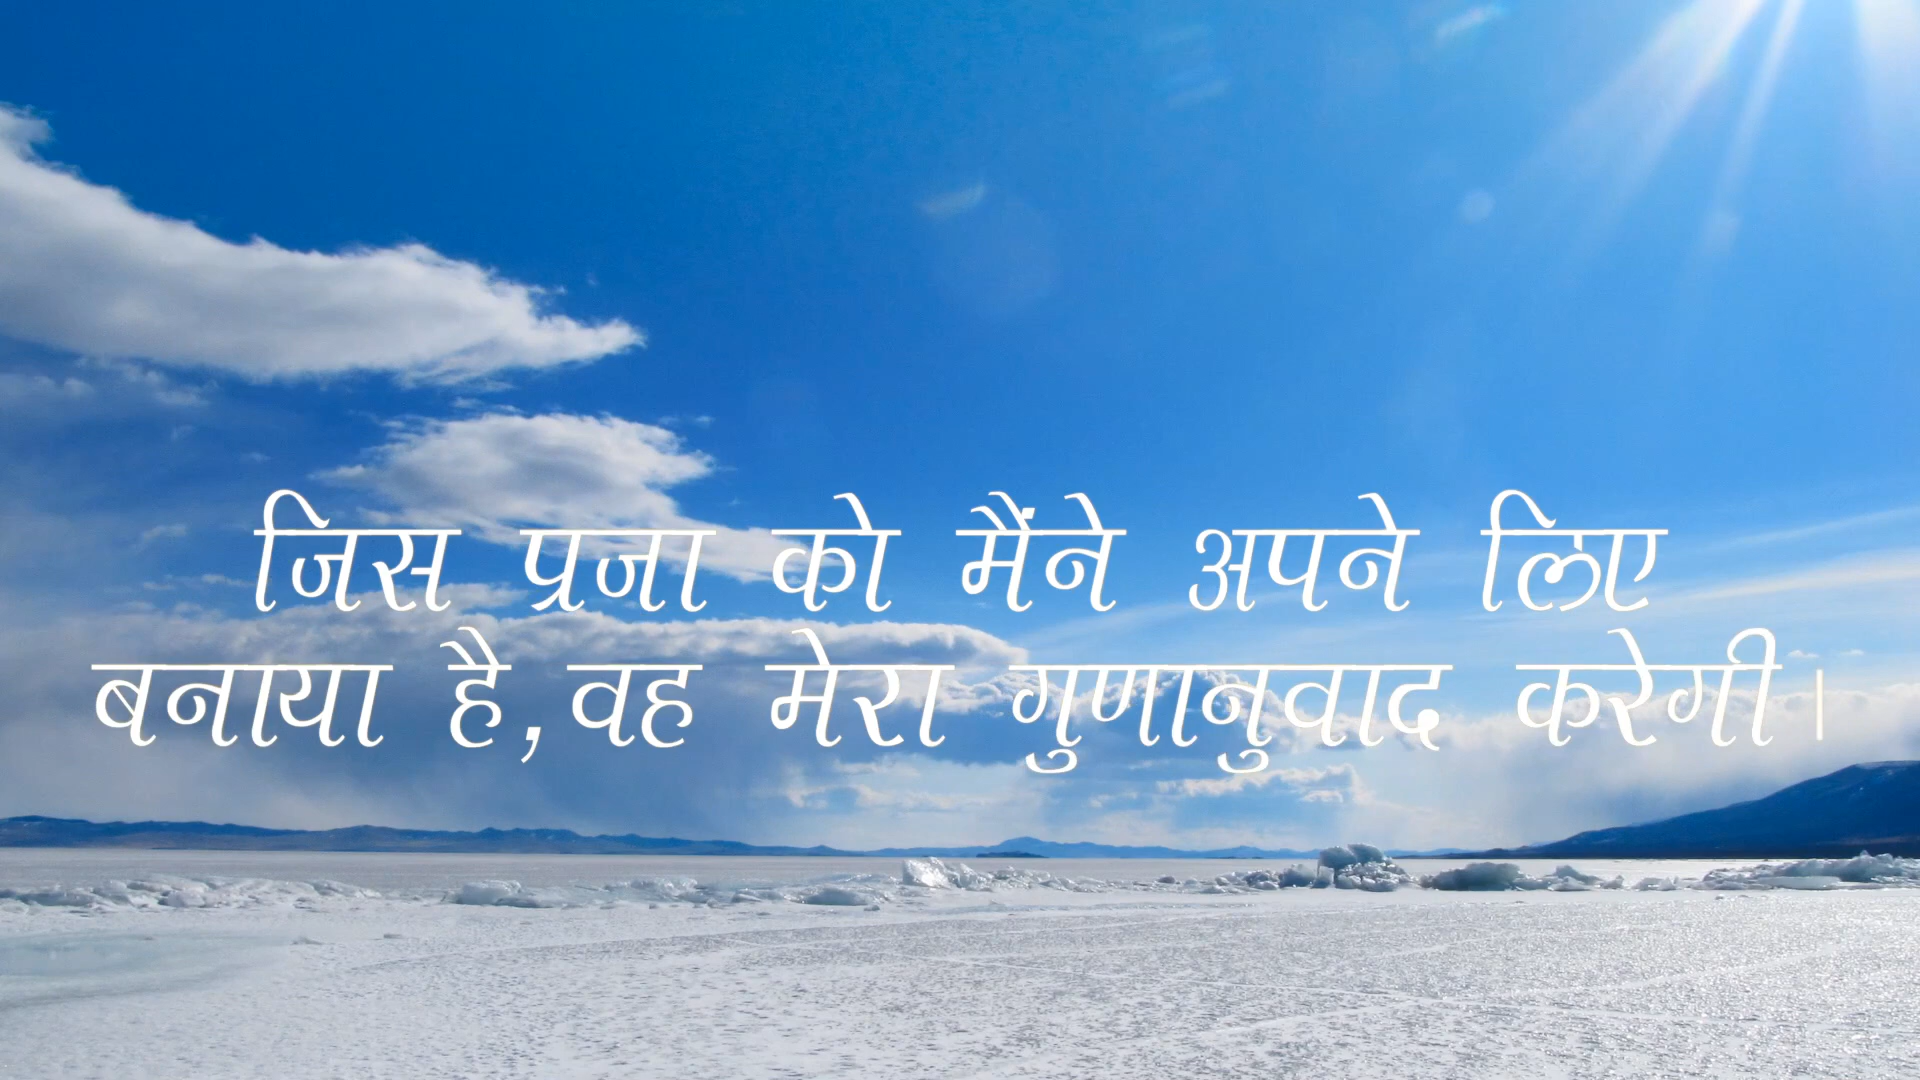 जिस प्रजा को मैंने अपने लिए
बनाया है,वह मेरा गुणानुवाद करेगी।